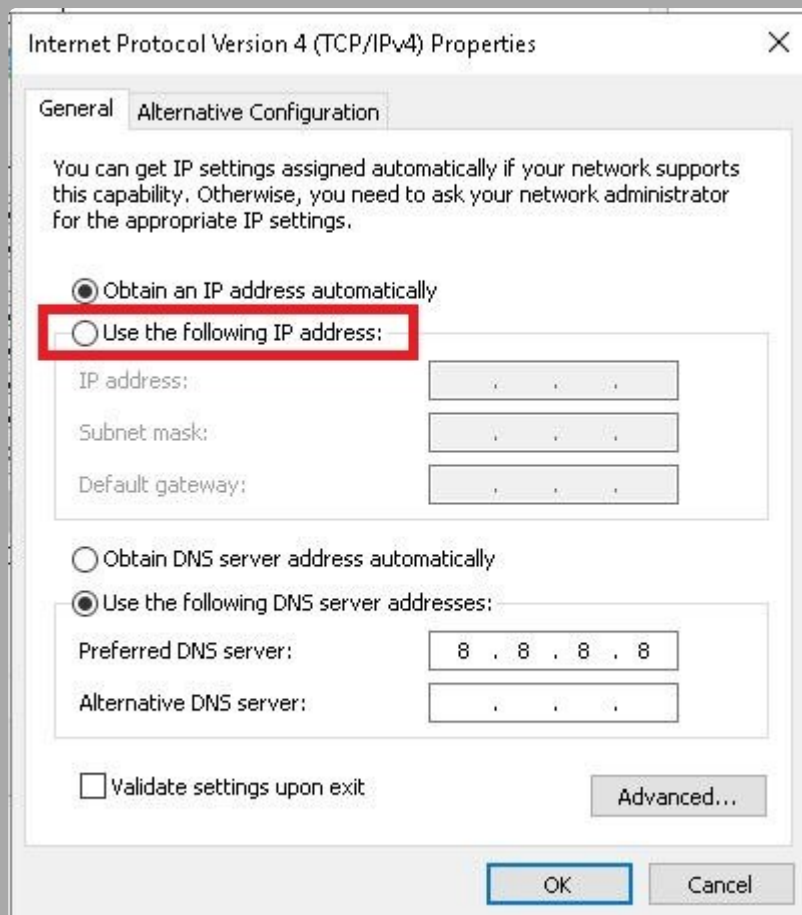 Internet Protocol Version 4 (TCP/IPv4) Properties
General
Alternative Configuration
You can get IP settings assigned automatically if your network supports
this capability. Otherwise, you need to ask your network administrator
for the appropriate IP settings.
Obtain an IP address automatically
Use the following IP address:
IP address: . . .
Subnet mask: . . .
Default gateway: . . .
Obtain DNS server address automatically
Use the following DNS server addresses:
Preferred DNS server: 8 . 8 . 8 . 8
Alternative DNS server: . . .
Validate settings upon exit
Advanced...
OK
Cancel